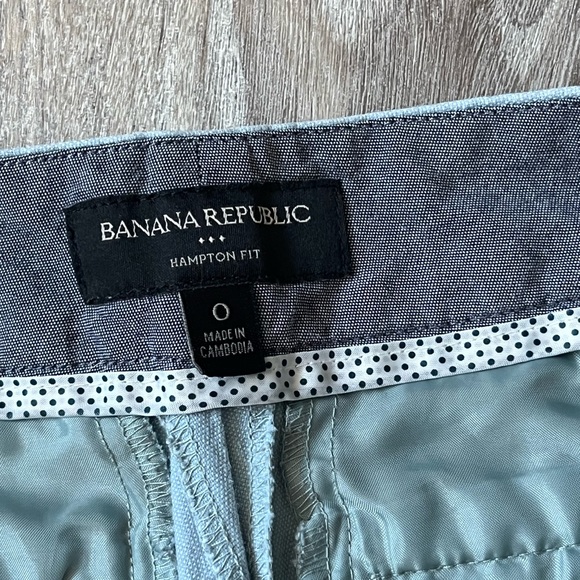 BANANA REPUBLIC
HAMPTON FIT
0
MADE IN
CAMBODIA